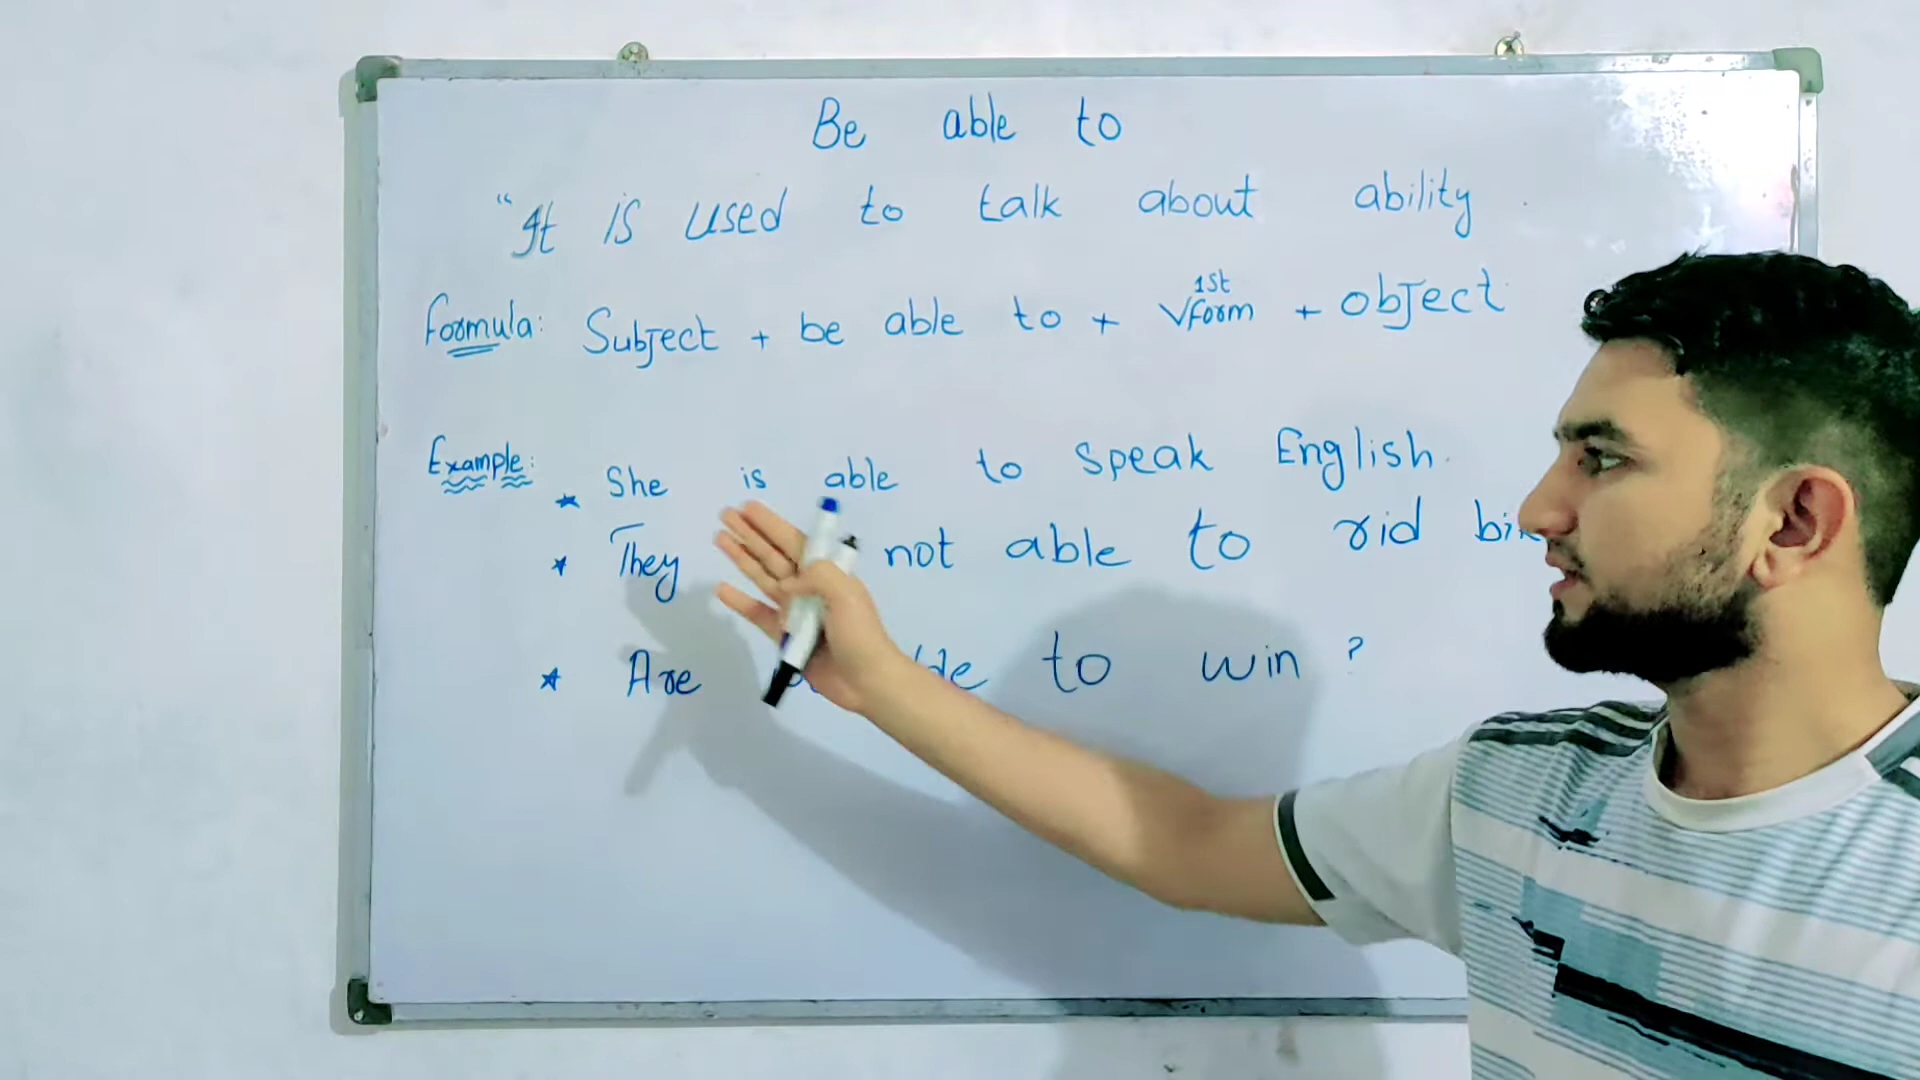 Be able to
"It is used to talk about ability
Formula: Subject + be able to + 1st Vform + object
Example:
* She is able to speak English.
* They not able to rid
* Are to win ?